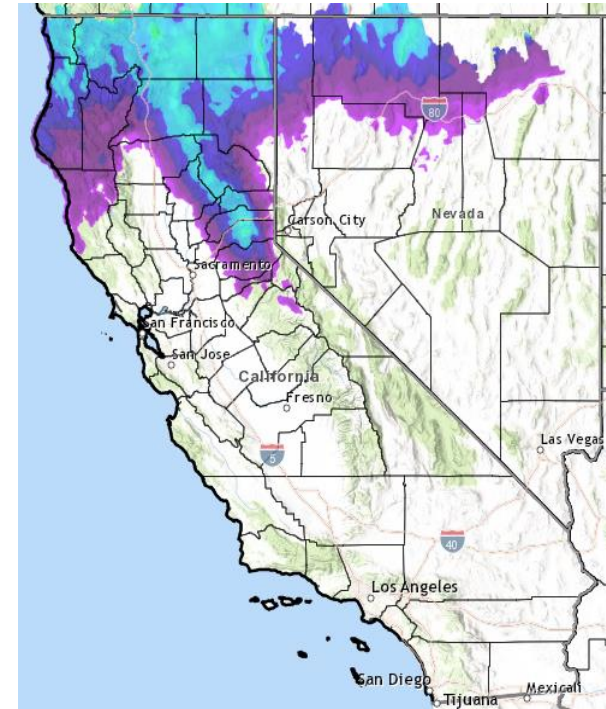 80
Carson City
Nevada
Sacramento
San Francisco
San Jose
California
Fresno
5
Las Vegas
40
Los Angeles
San Diego
Tijuana
Mexicali